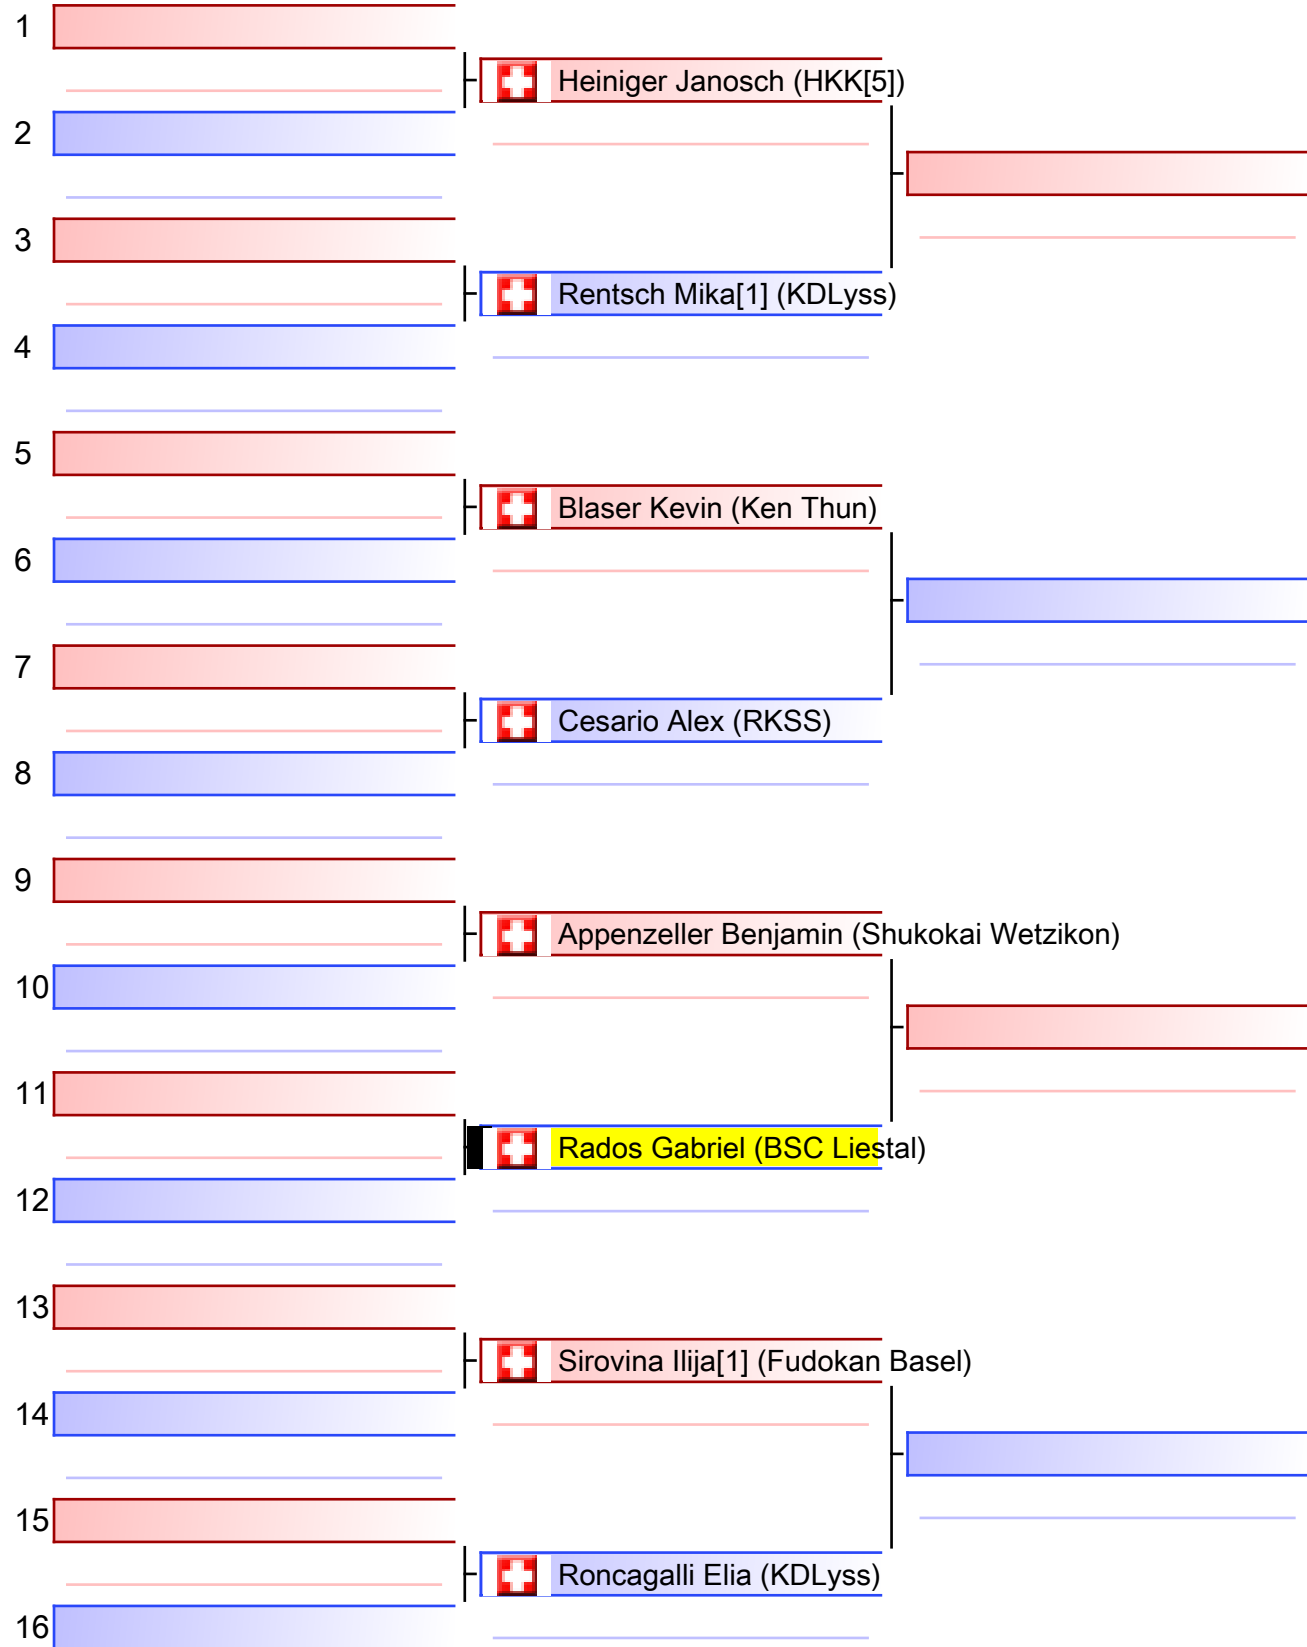 1
Heiniger Janosch (HKK[5])
2
3
Rentsch Mika[1] (KDLyss)
4
5
Blaser Kevin (Ken Thun)
6
7
Cesario Alex (RKSS)
8
9
Appenzeller Benjamin (Shukokai Wetzikon)
10
11
Rados Gabriel (BSC Liestal)
12
13
Sirovina Ilija[1] (Fudokan Basel)
14
15
Roncagalli Elia (KDLyss)
16